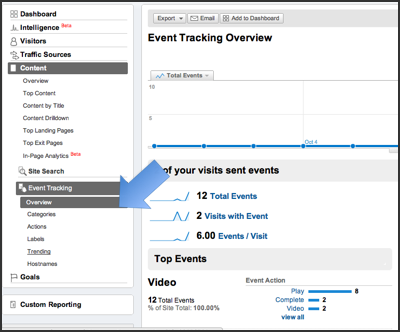 Dashboard
Intelligence Beta
Visitors
Traffic Sources
Content
Overview
Top Content
Content by Title
Content Drilldown
Top Landing Pages
Top Exit Pages
In-Page Analytics Beta
Site Search
Event Tracking
Overview
Categories
Actions
Labels
Trending
Hostnames
Goals
Custom Reporting
Export Email Add to Dashboard
Event Tracking Overview
Total Events
10
5
Oct 4
of your visits sent events
12 Total Events
2 Visits with Event
6.00 Events / Visit
Top Events
Video
12 Total Events
% of Site Total: 100.00%
Event Action
Play 8
Complete 2
Video 2
view all